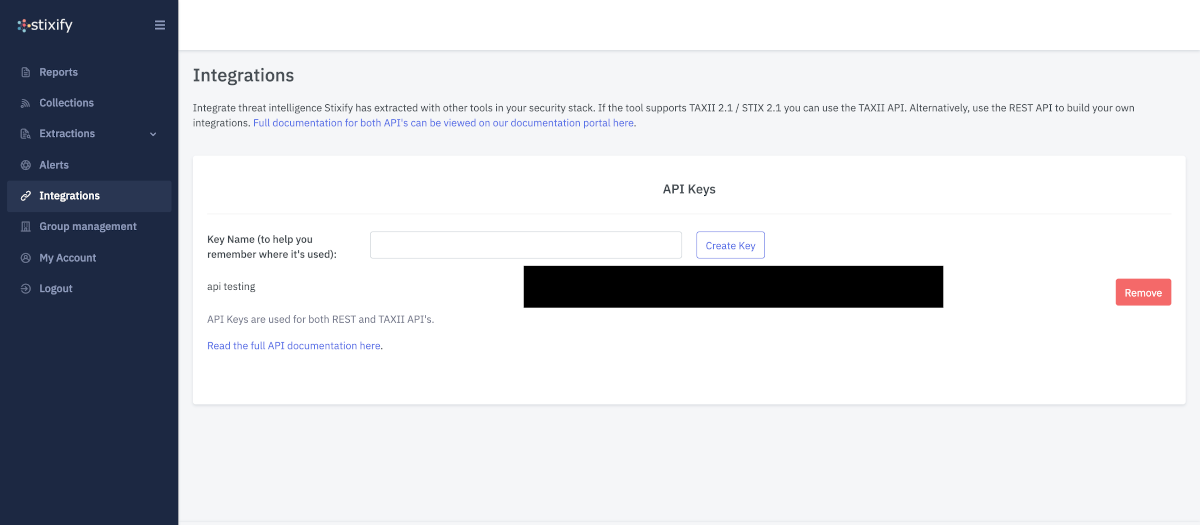 stixify
Reports
Collections
Extractions
Alerts
Integrations
Group management
My Account
Logout
Integrations
Integrate threat intelligence Stixify has extracted with other tools in your security stack. If the tool supports TAXII 2.1 / STIX 2.1 you can use the TAXII API. Alternatively, use the REST API to build your own
integrations. Full documentation for both API's can be viewed on our documentation portal here.
API Keys
Key Name (to help you
remember where it's used):
Create Key
api testing
Remove
API Keys are used for both REST and TAXII API's.
Read the full API documentation here.